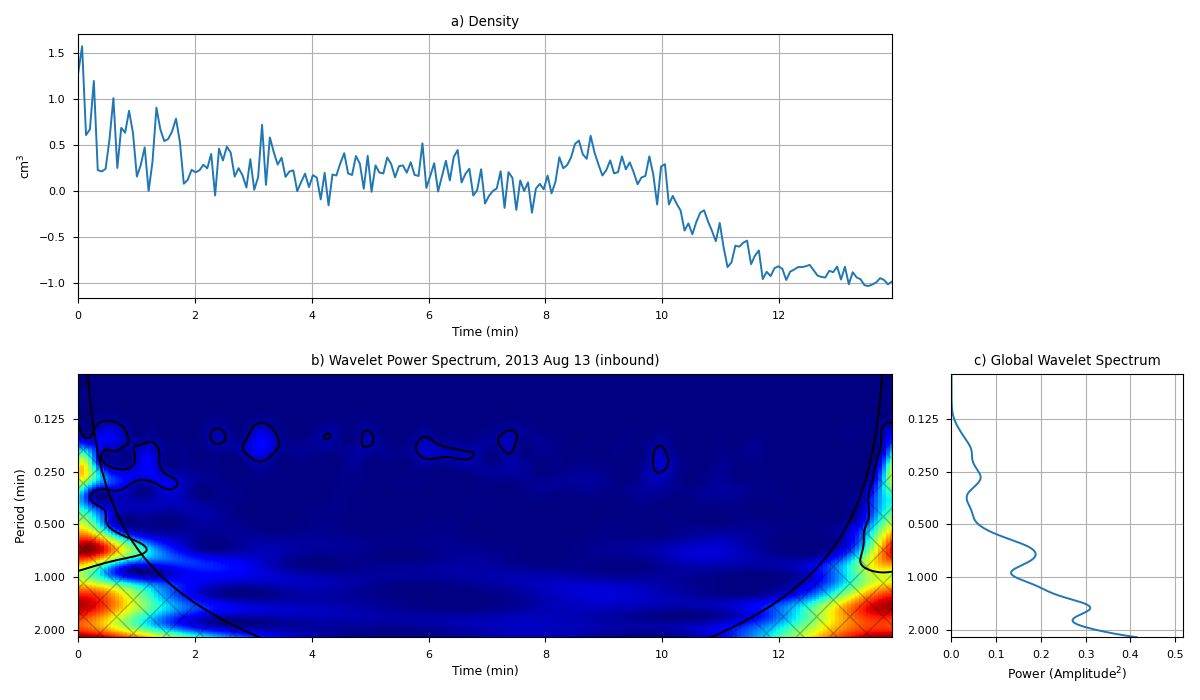 a) Density
cm³
1.5
1.0
0.5
0.0
−0.5
−1.0
0 2 4 6 8 10 12
Time (min)
b) Wavelet Power Spectrum, 2013 Aug 13 (inbound)
Period (min)
0.125
0.250
0.500
1.000
2.000
0 2 4 6 8 10 12
Time (min)
c) Global Wavelet Spectrum
0.125
0.250
0.500
1.000
2.000
0.0 0.1 0.2 0.3 0.4 0.5
Power (Amplitude²)